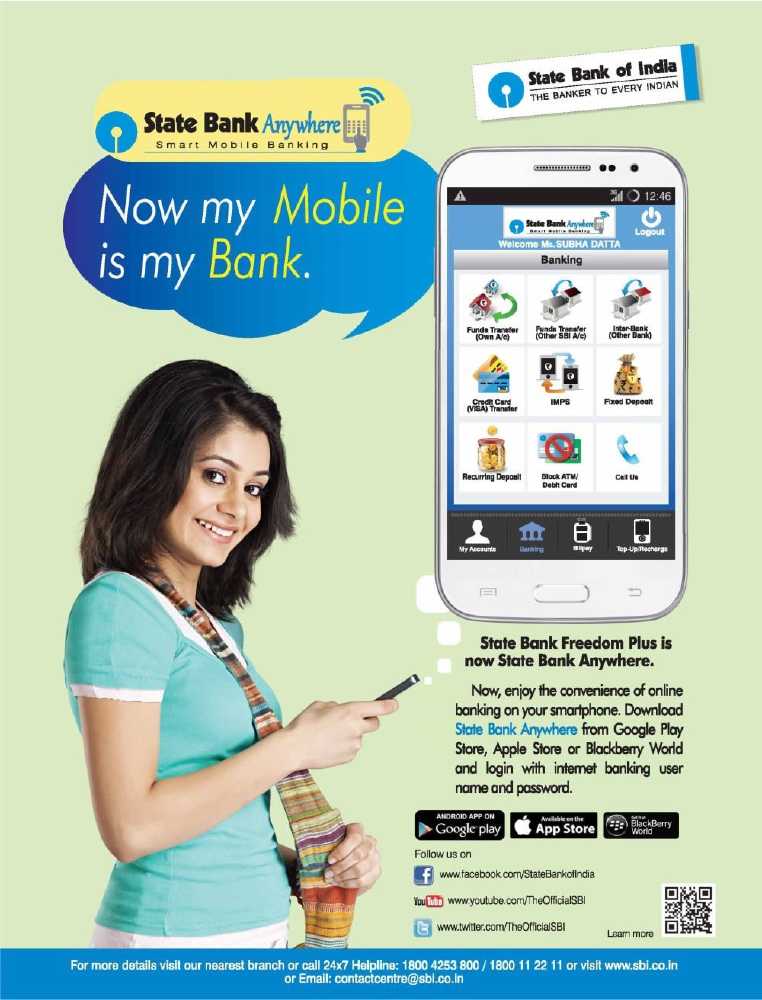 State Bank of India
THE BANKER TO EVERY INDIAN
State Bank Anywhere
Smart Mobile Banking
Now my Mobile
is my Bank.
3G 12:46
State Bank Anywhere
Smart Mobile Banking
Logout
Welcome Ms.SUBHA DATTA
Banking
Funds Transfer
(Own A/c)
Funds Transfer
(Other SBI A/c)
Inter-Bank
(Other Bank)
Credit Card
(VISA) Transfer
IMPS
Fixed Deposit
Recurring Deposit
Block ATM/
Debit Card
Call Us
My Accounts
Banking
Billpay
Top-Up/Recharge
State Bank Freedom Plus is
now State Bank Anywhere.
Now, enjoy the convenience of online
banking on your smartphone. Download
State Bank Anywhere from Google Play
Store, Apple Store or Blackberry World
and login with internet banking user
name and password.
ANDROID APP ON
Google play
Available on the
App Store
BlackBerry
World
Follow us on
f www.facebook.com/StateBankofIndia
You Tube www.youtube.com/TheOfficialSBI
t www.twitter.com/TheOfficialSBI
Learn more
For more details visit our nearest branch or call 24x7 Helpline: 1800 4253 800 / 1800 11 22 11 or visit www.sbi.co.in
or Email: contactcentre@sbi.co.in